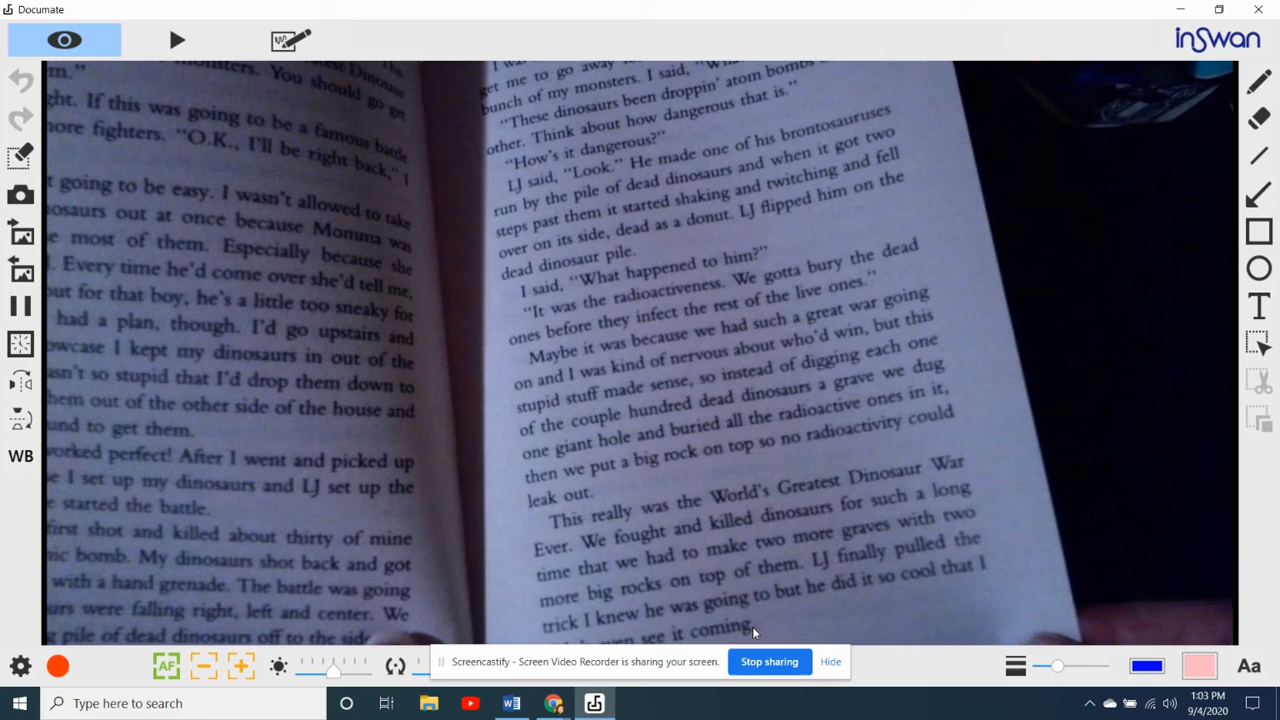 Documate
inSwan
monsters. You should go get
If this was going to be a famous battle
fighters. "O.K., I'll be right back," I
going to be easy. I wasn't allowed to take
out at once because Momma was
most of them. Especially because she
Every time he'd come over she'd tell me,
for that boy, he's a little too sneaky for
had a plan, though. I'd go upstairs and
I kept my dinosaurs in out of the
so stupid that I'd drop them down to
out of the other side of the house and
to get them.
worked perfect! After I went and picked up
I set up my dinosaurs and LJ set up the
started the battle.
first shot and killed about thirty of mine
bomb. My dinosaurs shot back and got
with a hand grenade. The battle was going
were falling right, left and center. We
pile of dead dinosaurs off to the side
get me to go away
bunch of my monsters. I said,
"These dinosaurs been droppin' atom bombs
other. Think about how dangerous that is."
"How's it dangerous?"
LJ said, "Look." He made one of his brontosauruses
run by the pile of dead dinosaurs and when it got two
steps past them it started shaking and twitching and fell
over on its side, dead as a donut. LJ flipped him on the
dead dinosaur pile.
I said, "What happened to him?"
"It was the radioactiveness. We gotta bury the dead
ones before they infect the rest of the live ones."
Maybe it was because we had such a great war going
on and I was kind of nervous about who'd win, but this
stupid stuff made sense, so instead of digging each one
of the couple hundred dead dinosaurs a grave we dug
one giant hole and buried all the radioactive ones in it,
then we put a big rock on top so no radioactivity could
leak out.
This really was the World's Greatest Dinosaur War
Ever. We fought and killed dinosaurs for such a long
time that we had to make two more graves with two
more big rocks on top of them. LJ finally pulled the
trick I knew he was going to but he did it so cool that I
even see it coming.
WB
T
AF
Screencastify - Screen Video Recorder is sharing your screen.
Stop sharing
Hide
Aa
Type here to search
1:03 PM
9/4/2020